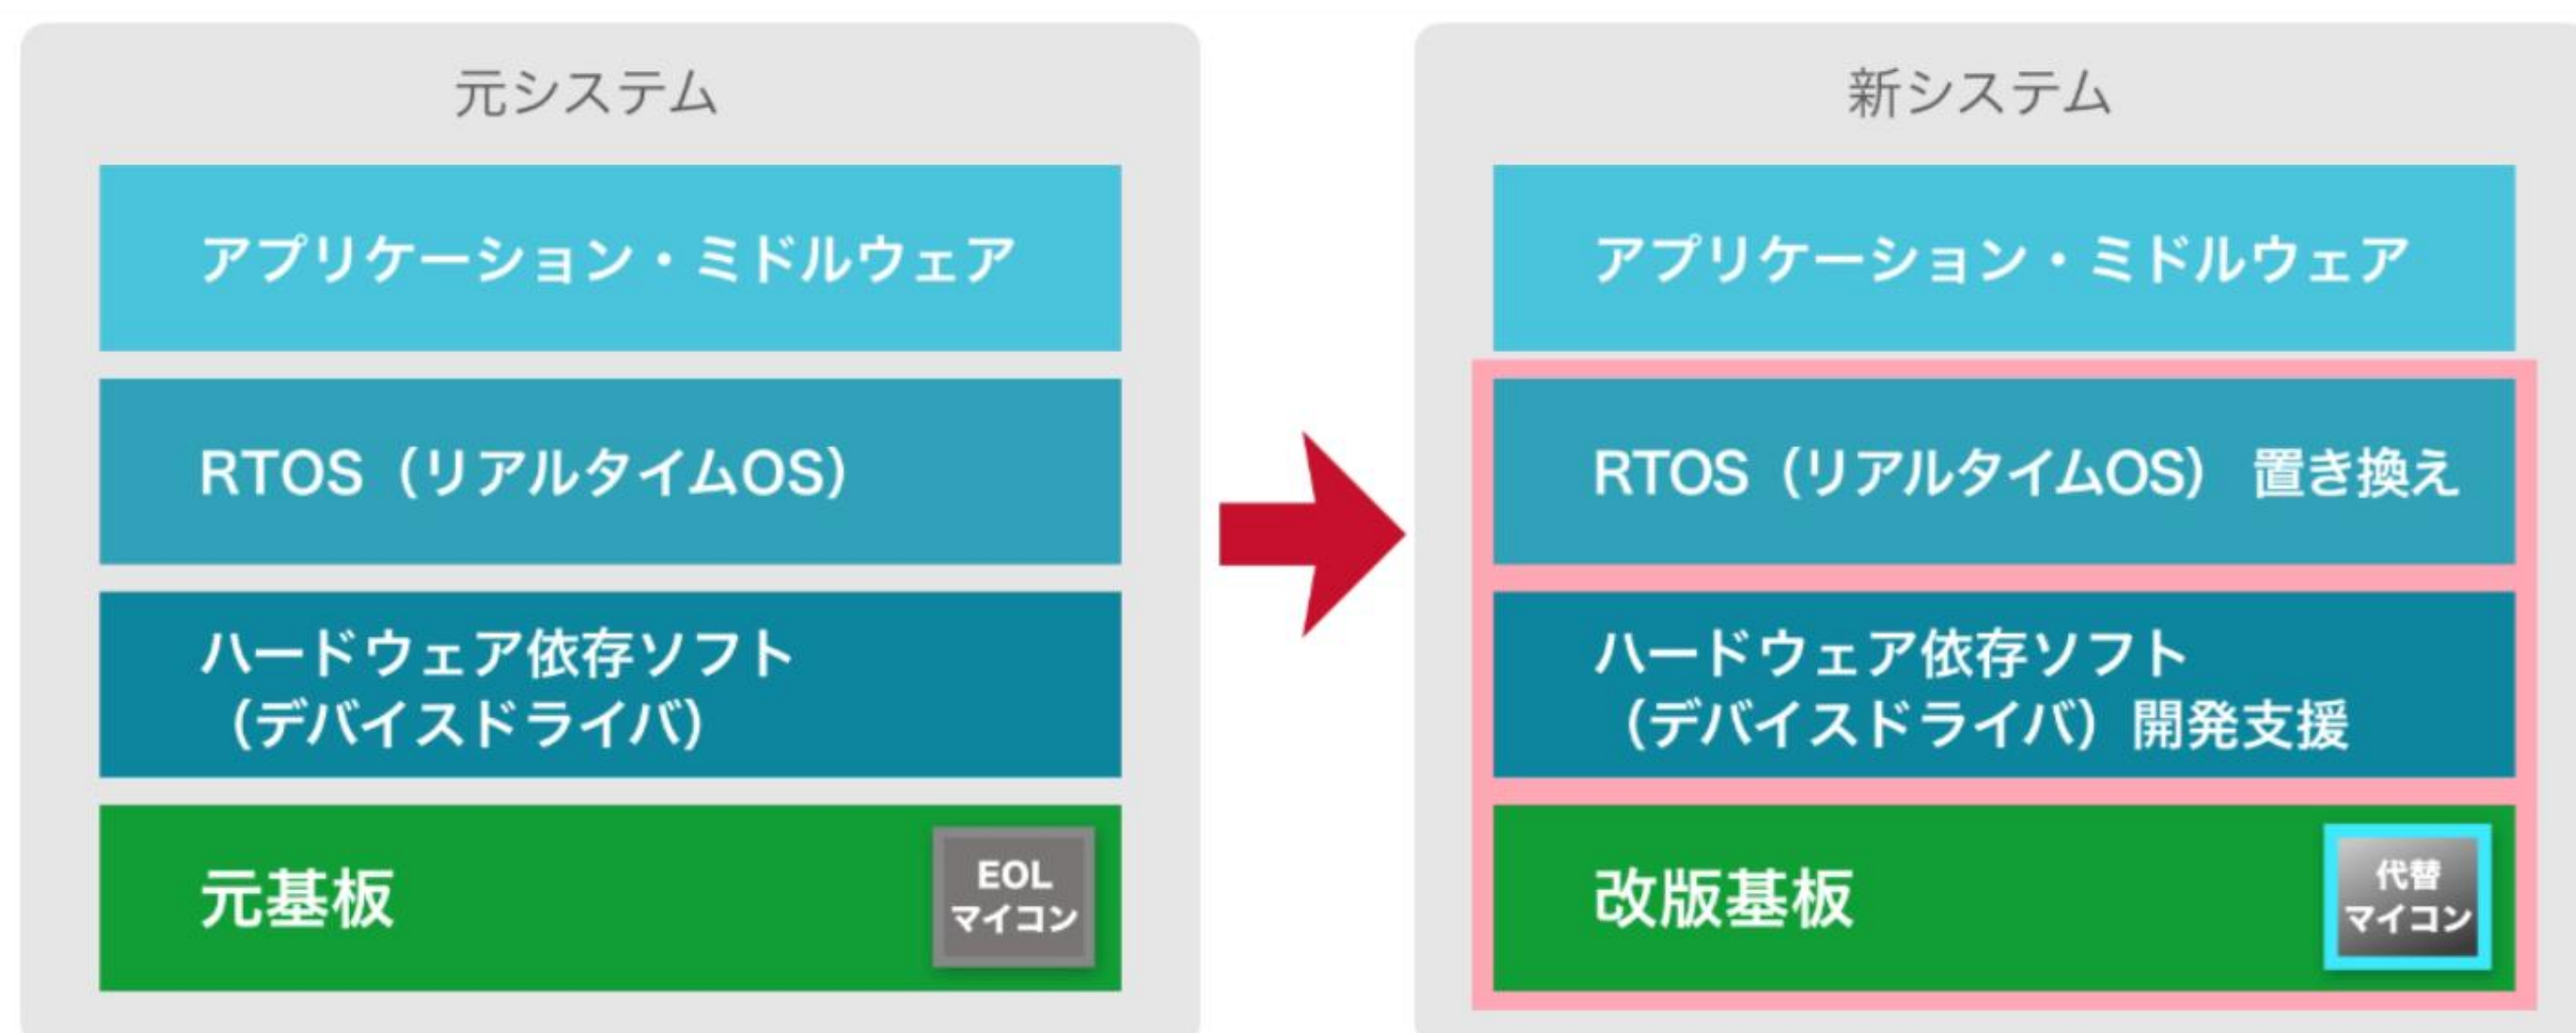 元システム
アプリケーション・ミドルウェア
RTOS（リアルタイムOS）
ハードウェア依存ソフト
（デバイスドライバ）
元基板
EOL
マイコン
新システム
アプリケーション・ミドルウェア
RTOS（リアルタイムOS） 置き換え
ハードウェア依存ソフト
（デバイスドライバ）開発支援
改版基板
代替
マイコン